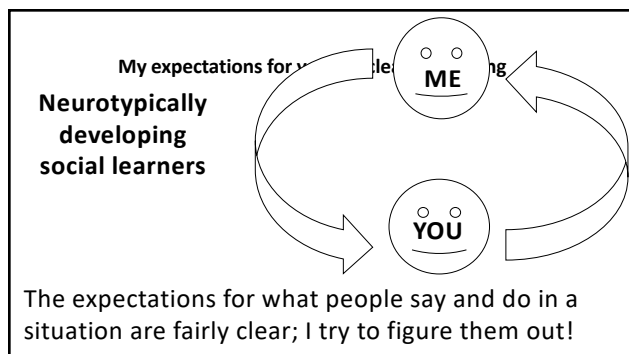 My expectations for
ME
Neurotypically
developing
social learners
YOU
The expectations for what people say and do in a
situation are fairly clear; I try to figure them out!